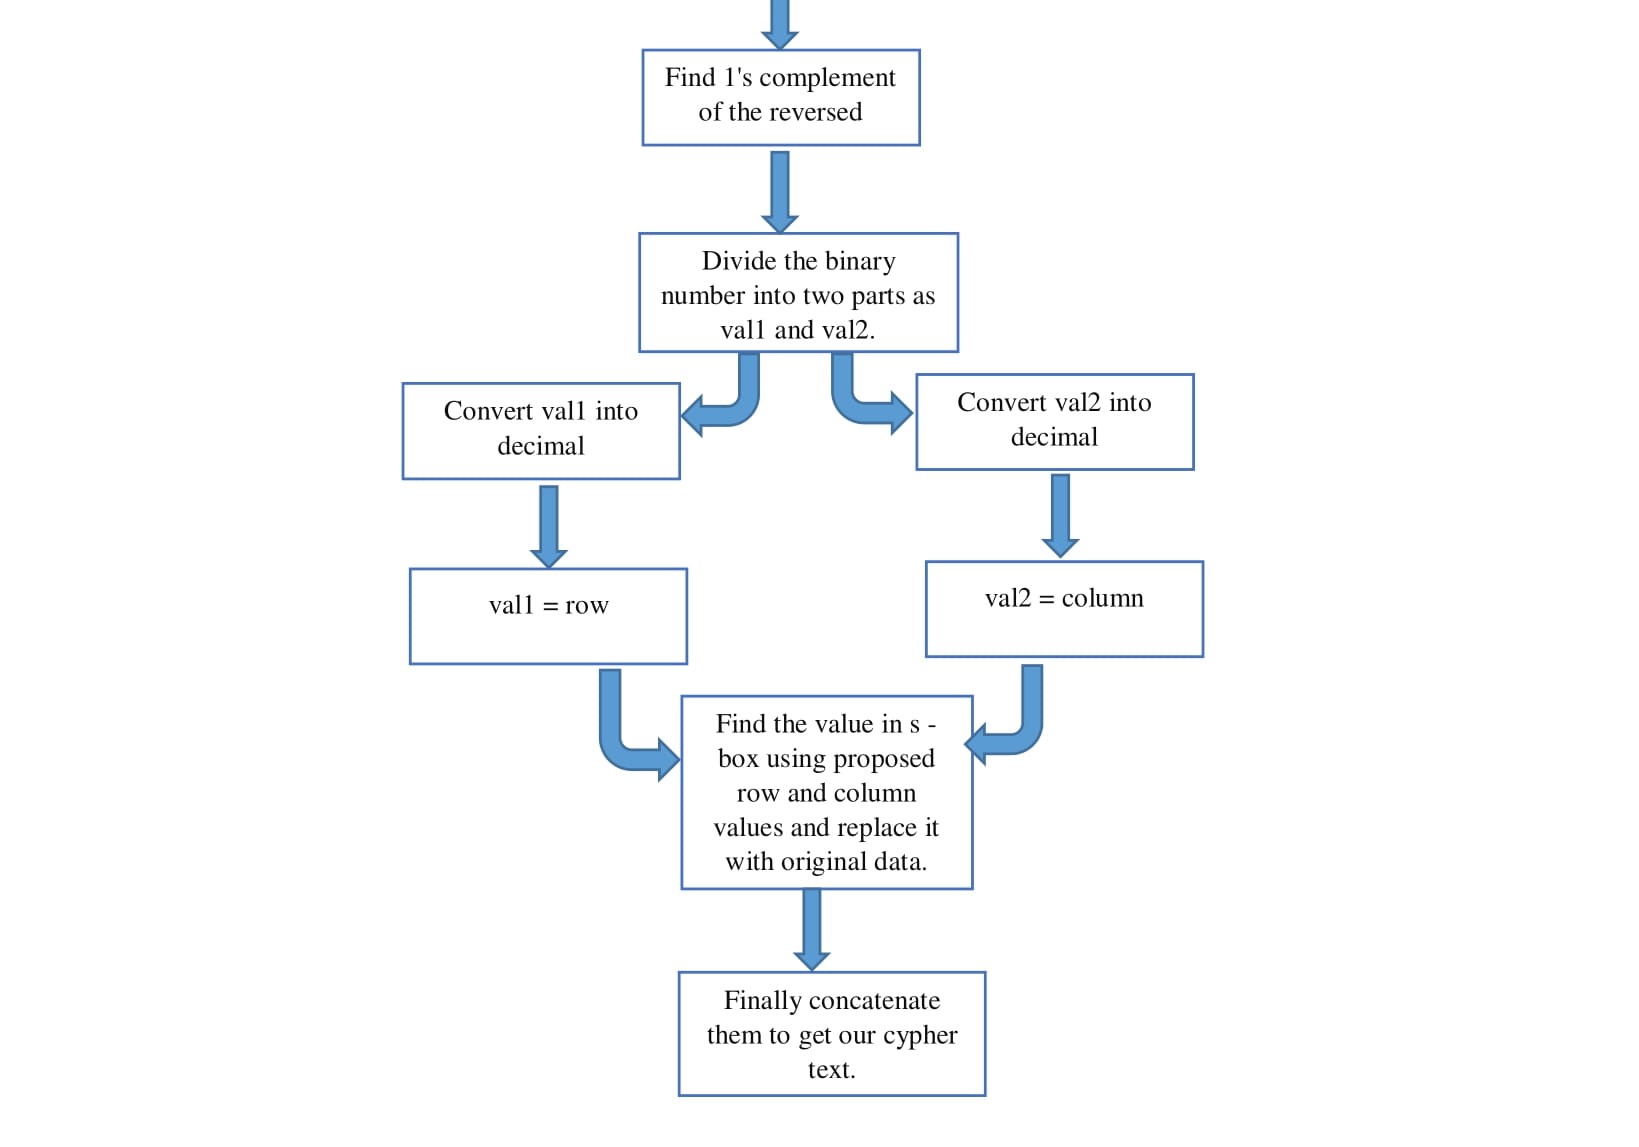 Find 1's complement
of the reversed
Divide the binary
number into two parts as
val1 and val2.
Convert val1 into
decimal
Convert val2 into
decimal
val1 = row
val2 = column
Find the value in s -
box using proposed
row and column
values and replace it
with original data.
Finally concatenate
them to get our cypher
text.